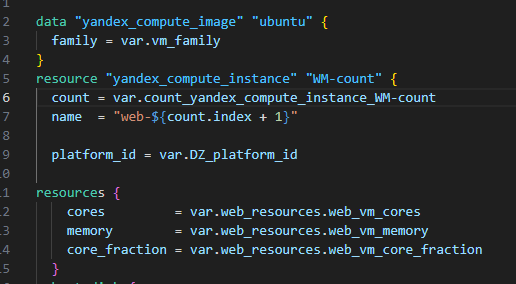 1
2 data "yandex_compute_image" "ubuntu" {
3 family = var.vm_family
4 }
5 resource "yandex_compute_instance" "WM-count" {
6 count = var.count_yandex_compute_instance_WM-count
7 name = "web-${count.index + 1}"
8
9 platform_id = var.DZ_platform_id
10
11 resources {
12 cores = var.web_resources.web_vm_cores
13 memory = var.web_resources.web_vm_memory
14 core_fraction = var.web_resources.web_vm_core_fraction
15 }